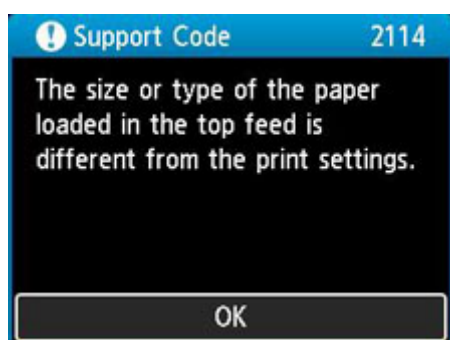 Support Code 2114
The size or type of the paper
loaded in the top feed is
different from the print settings.
OK